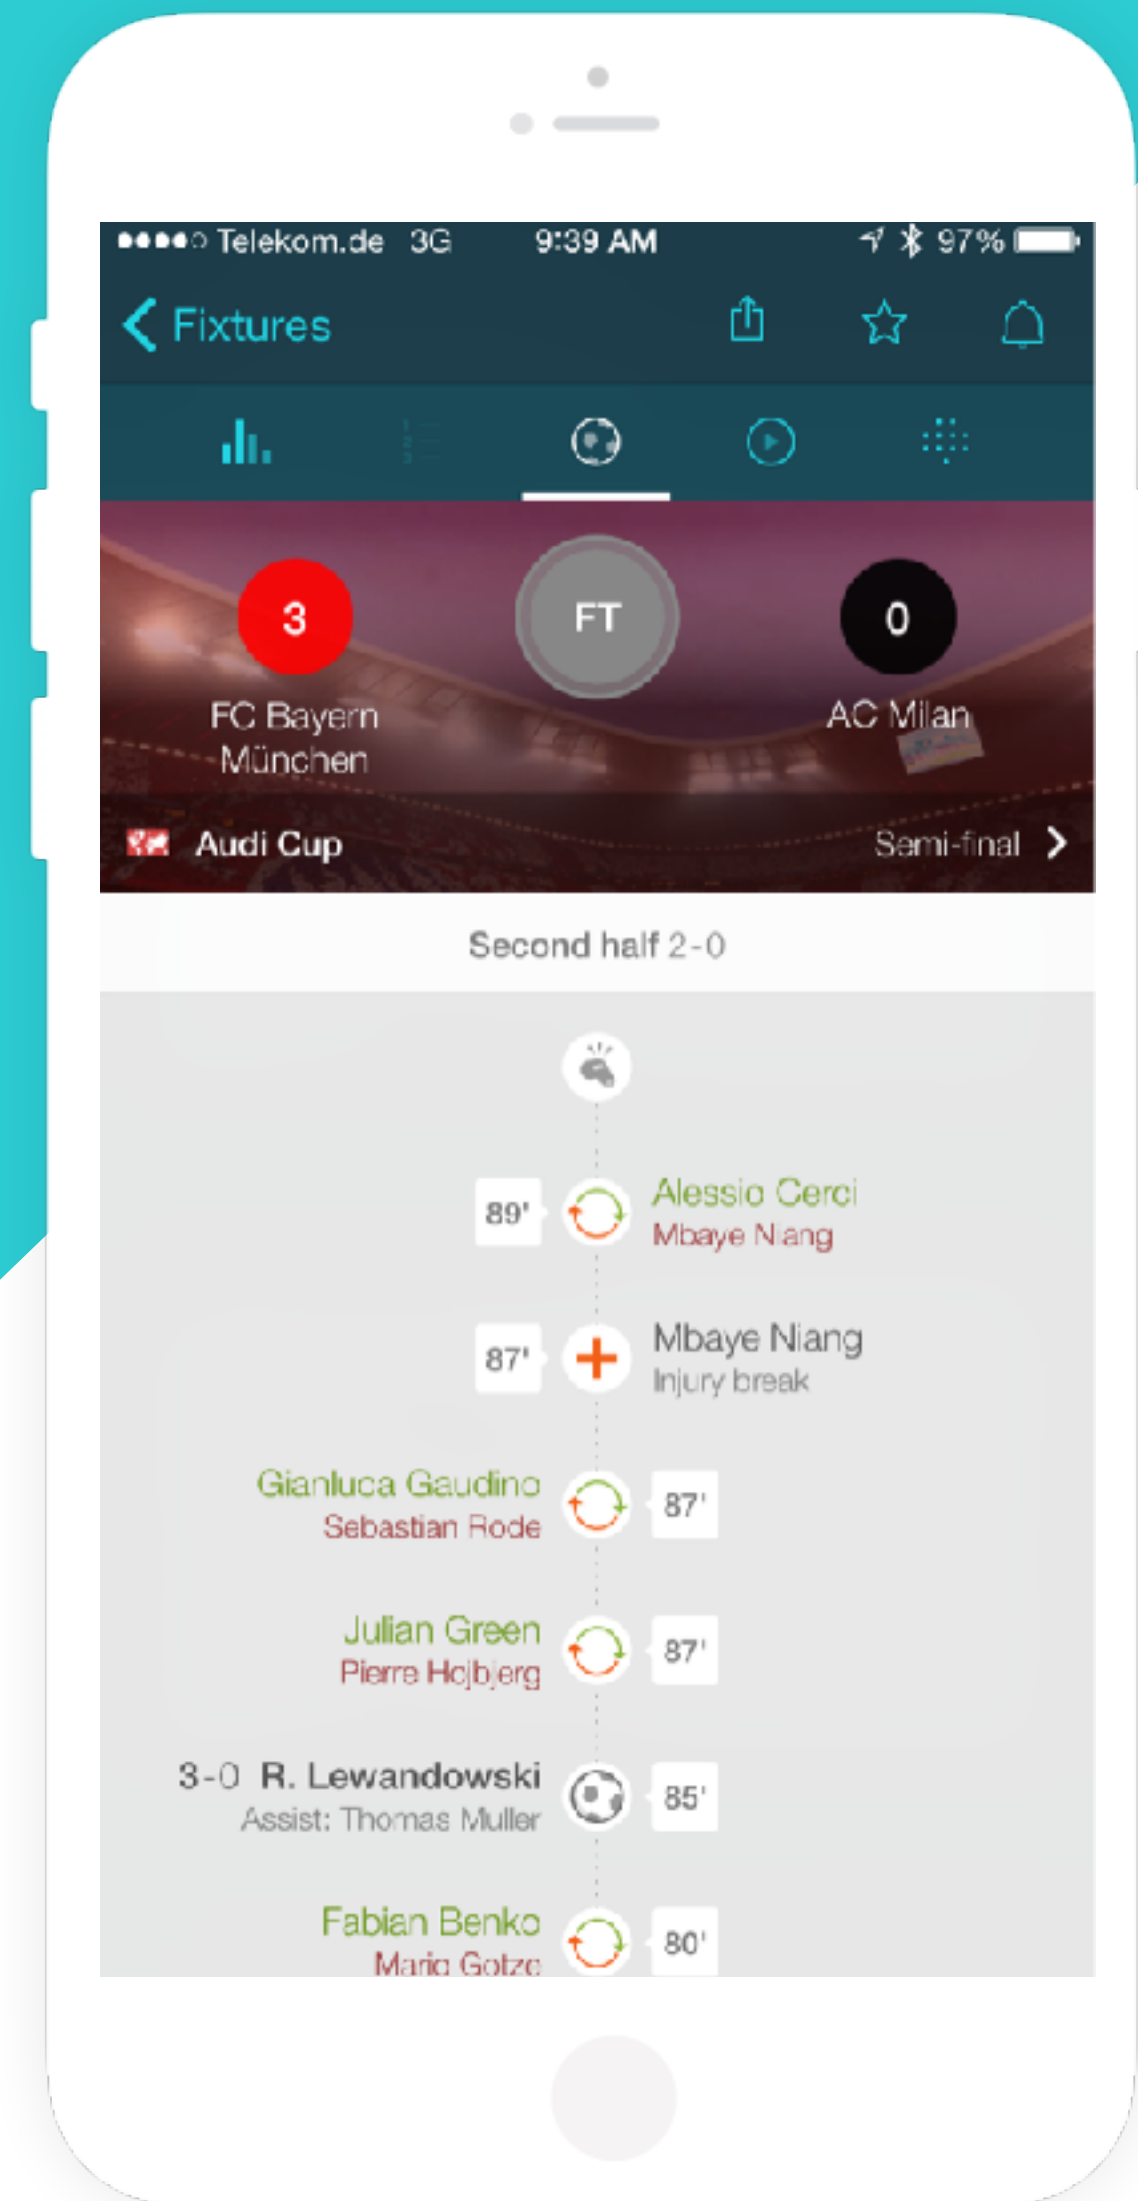 Telekom.de 3G 9:39 AM 97%
Fixtures
3 FT 0
FC Bayern
München
AC Milan
Audi Cup Semi-final
Second half 2-0
89' Alessio Cerci
Mbaye Niang
87' Mbaye Niang
Injury break
Gianluca Gaudino 87'
Sebastian Rode
Julian Green 87'
Pierre Hojbjerg
3-0 R. Lewandowski 85'
Assist: Thomas Muller
Fabian Benko 80'
Mario Gotze